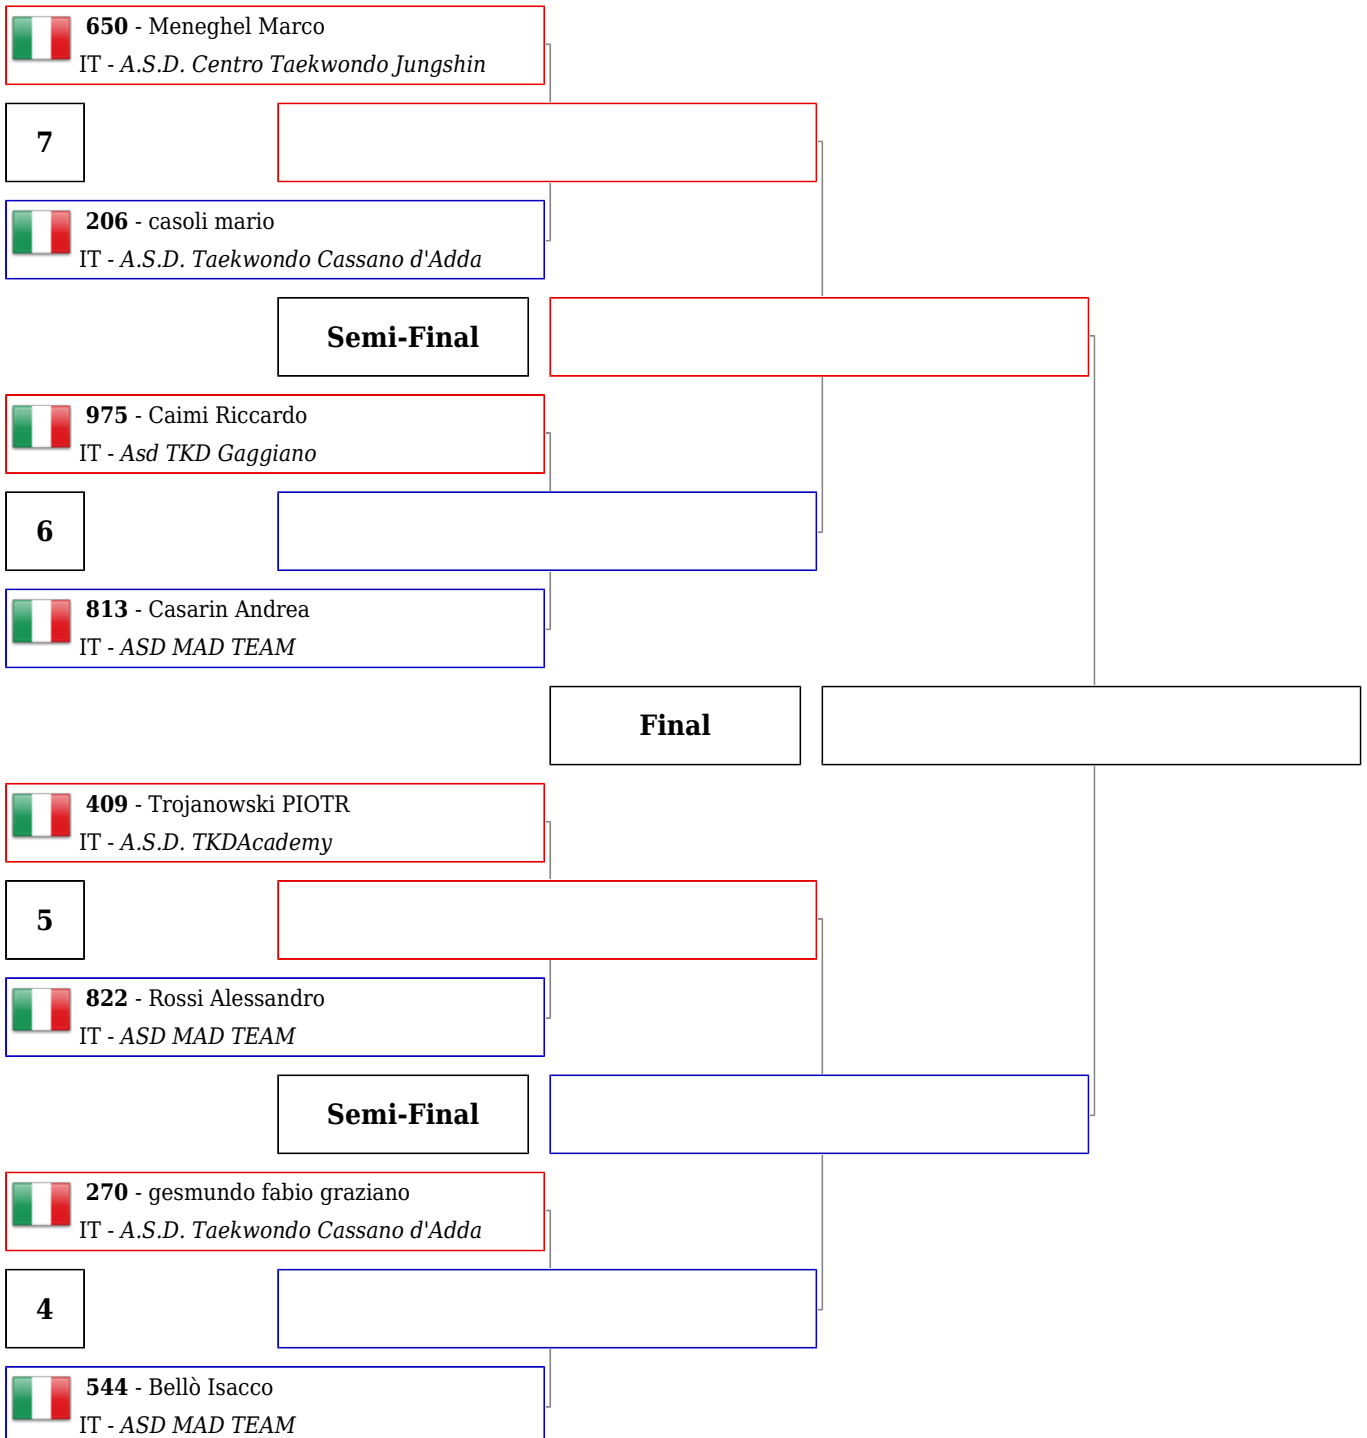 650 - Meneghel Marco
IT - A.S.D. Centro Taekwondo Jungshin
7
206 - casoli mario
IT - A.S.D. Taekwondo Cassano d'Adda
Semi-Final
975 - Caimi Riccardo
IT - Asd TKD Gaggiano
6
813 - Casarin Andrea
IT - ASD MAD TEAM
Final
409 - Trojanowski PIOTR
IT - A.S.D. TKDAcademy
5
822 - Rossi Alessandro
IT - ASD MAD TEAM
Semi-Final
270 - gesmundo fabio graziano
IT - A.S.D. Taekwondo Cassano d'Adda
4
544 - Bellò Isacco
IT - ASD MAD TEAM